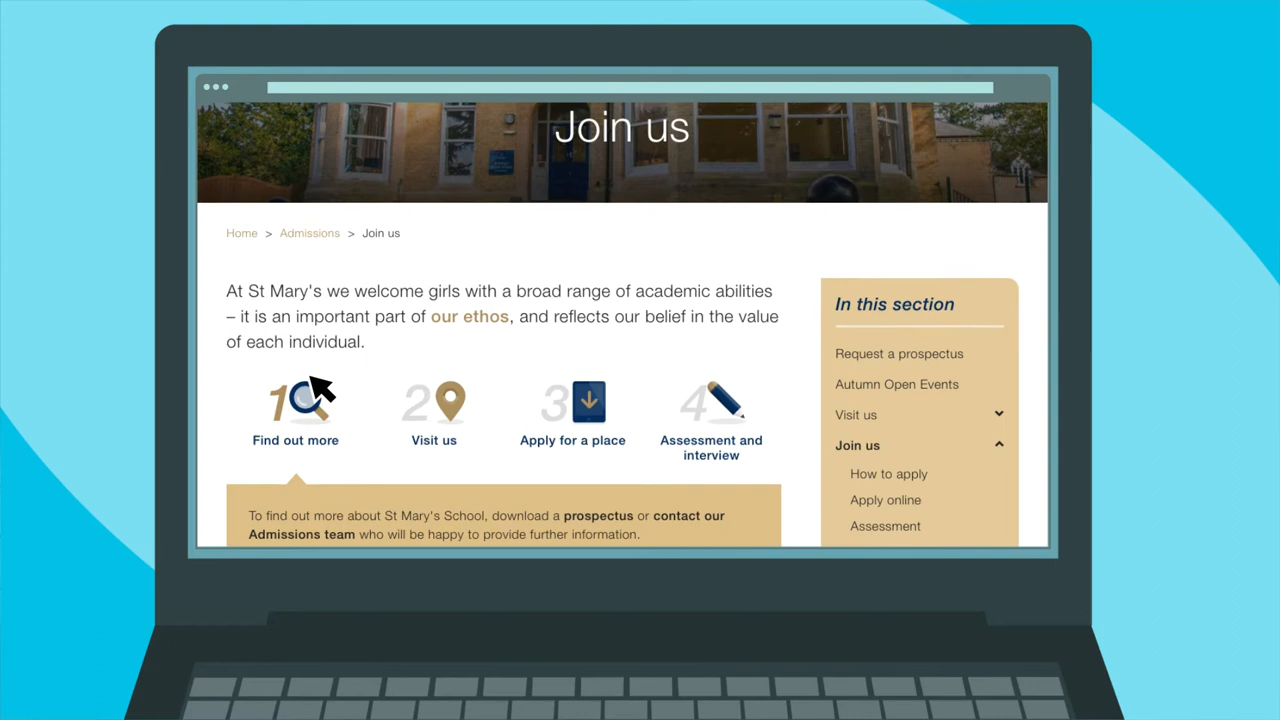 Join us
Home > Admissions > Join us
At St Mary's we welcome girls with a broad range of academic abilities
– it is an important part of our ethos, and reflects our belief in the value
of each individual.
1
2
3
4
Find out more
Visit us
Apply for a place
Assessment and
interview
To find out more about St Mary's School, download a prospectus or contact our
Admissions team who will be happy to provide further information.
In this section
Request a prospectus
Autumn Open Events
Visit us
Join us
How to apply
Apply online
Assessment